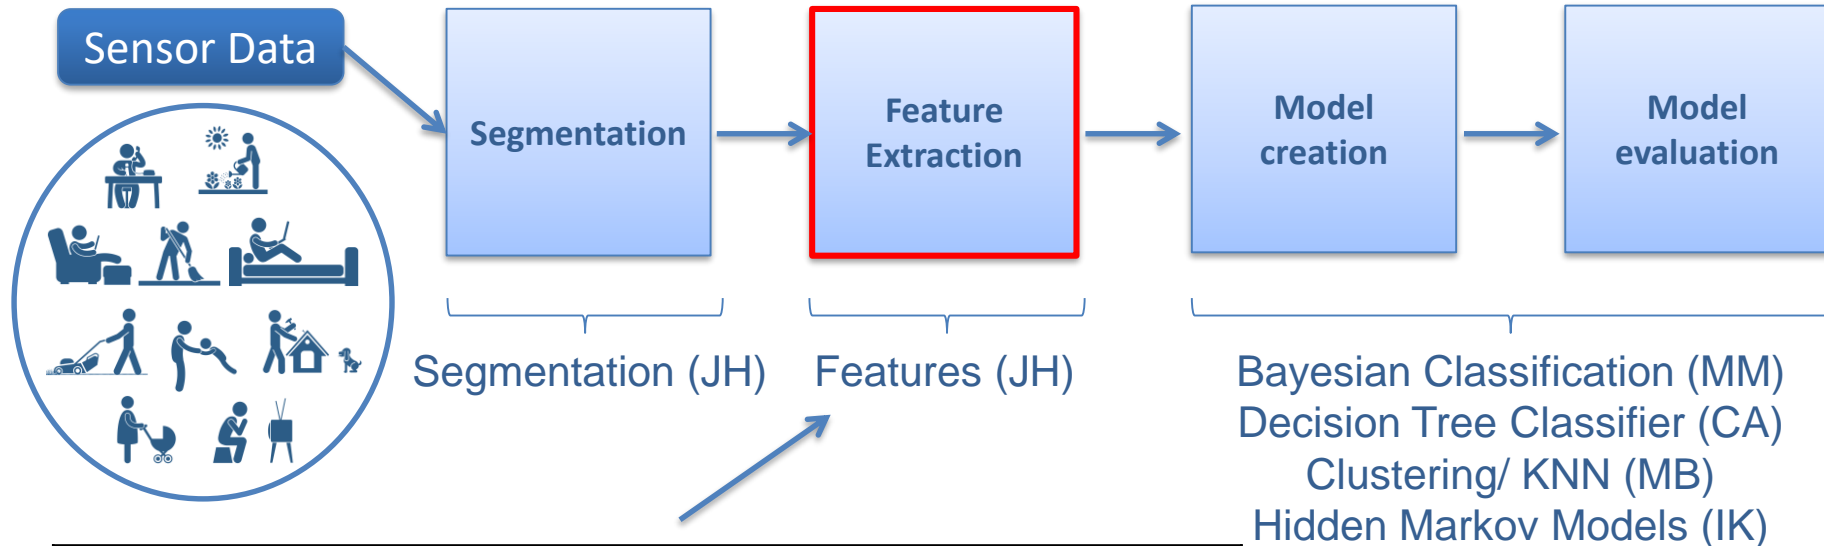 Sensor Data
Segmentation
Feature
Extraction
Model
creation
Model
evaluation
Segmentation (JH)
Features (JH)
Bayesian Classification (MM)
Decision Tree Classifier (CA)
Clustering/ KNN (MB)
Hidden Markov Models (IK)